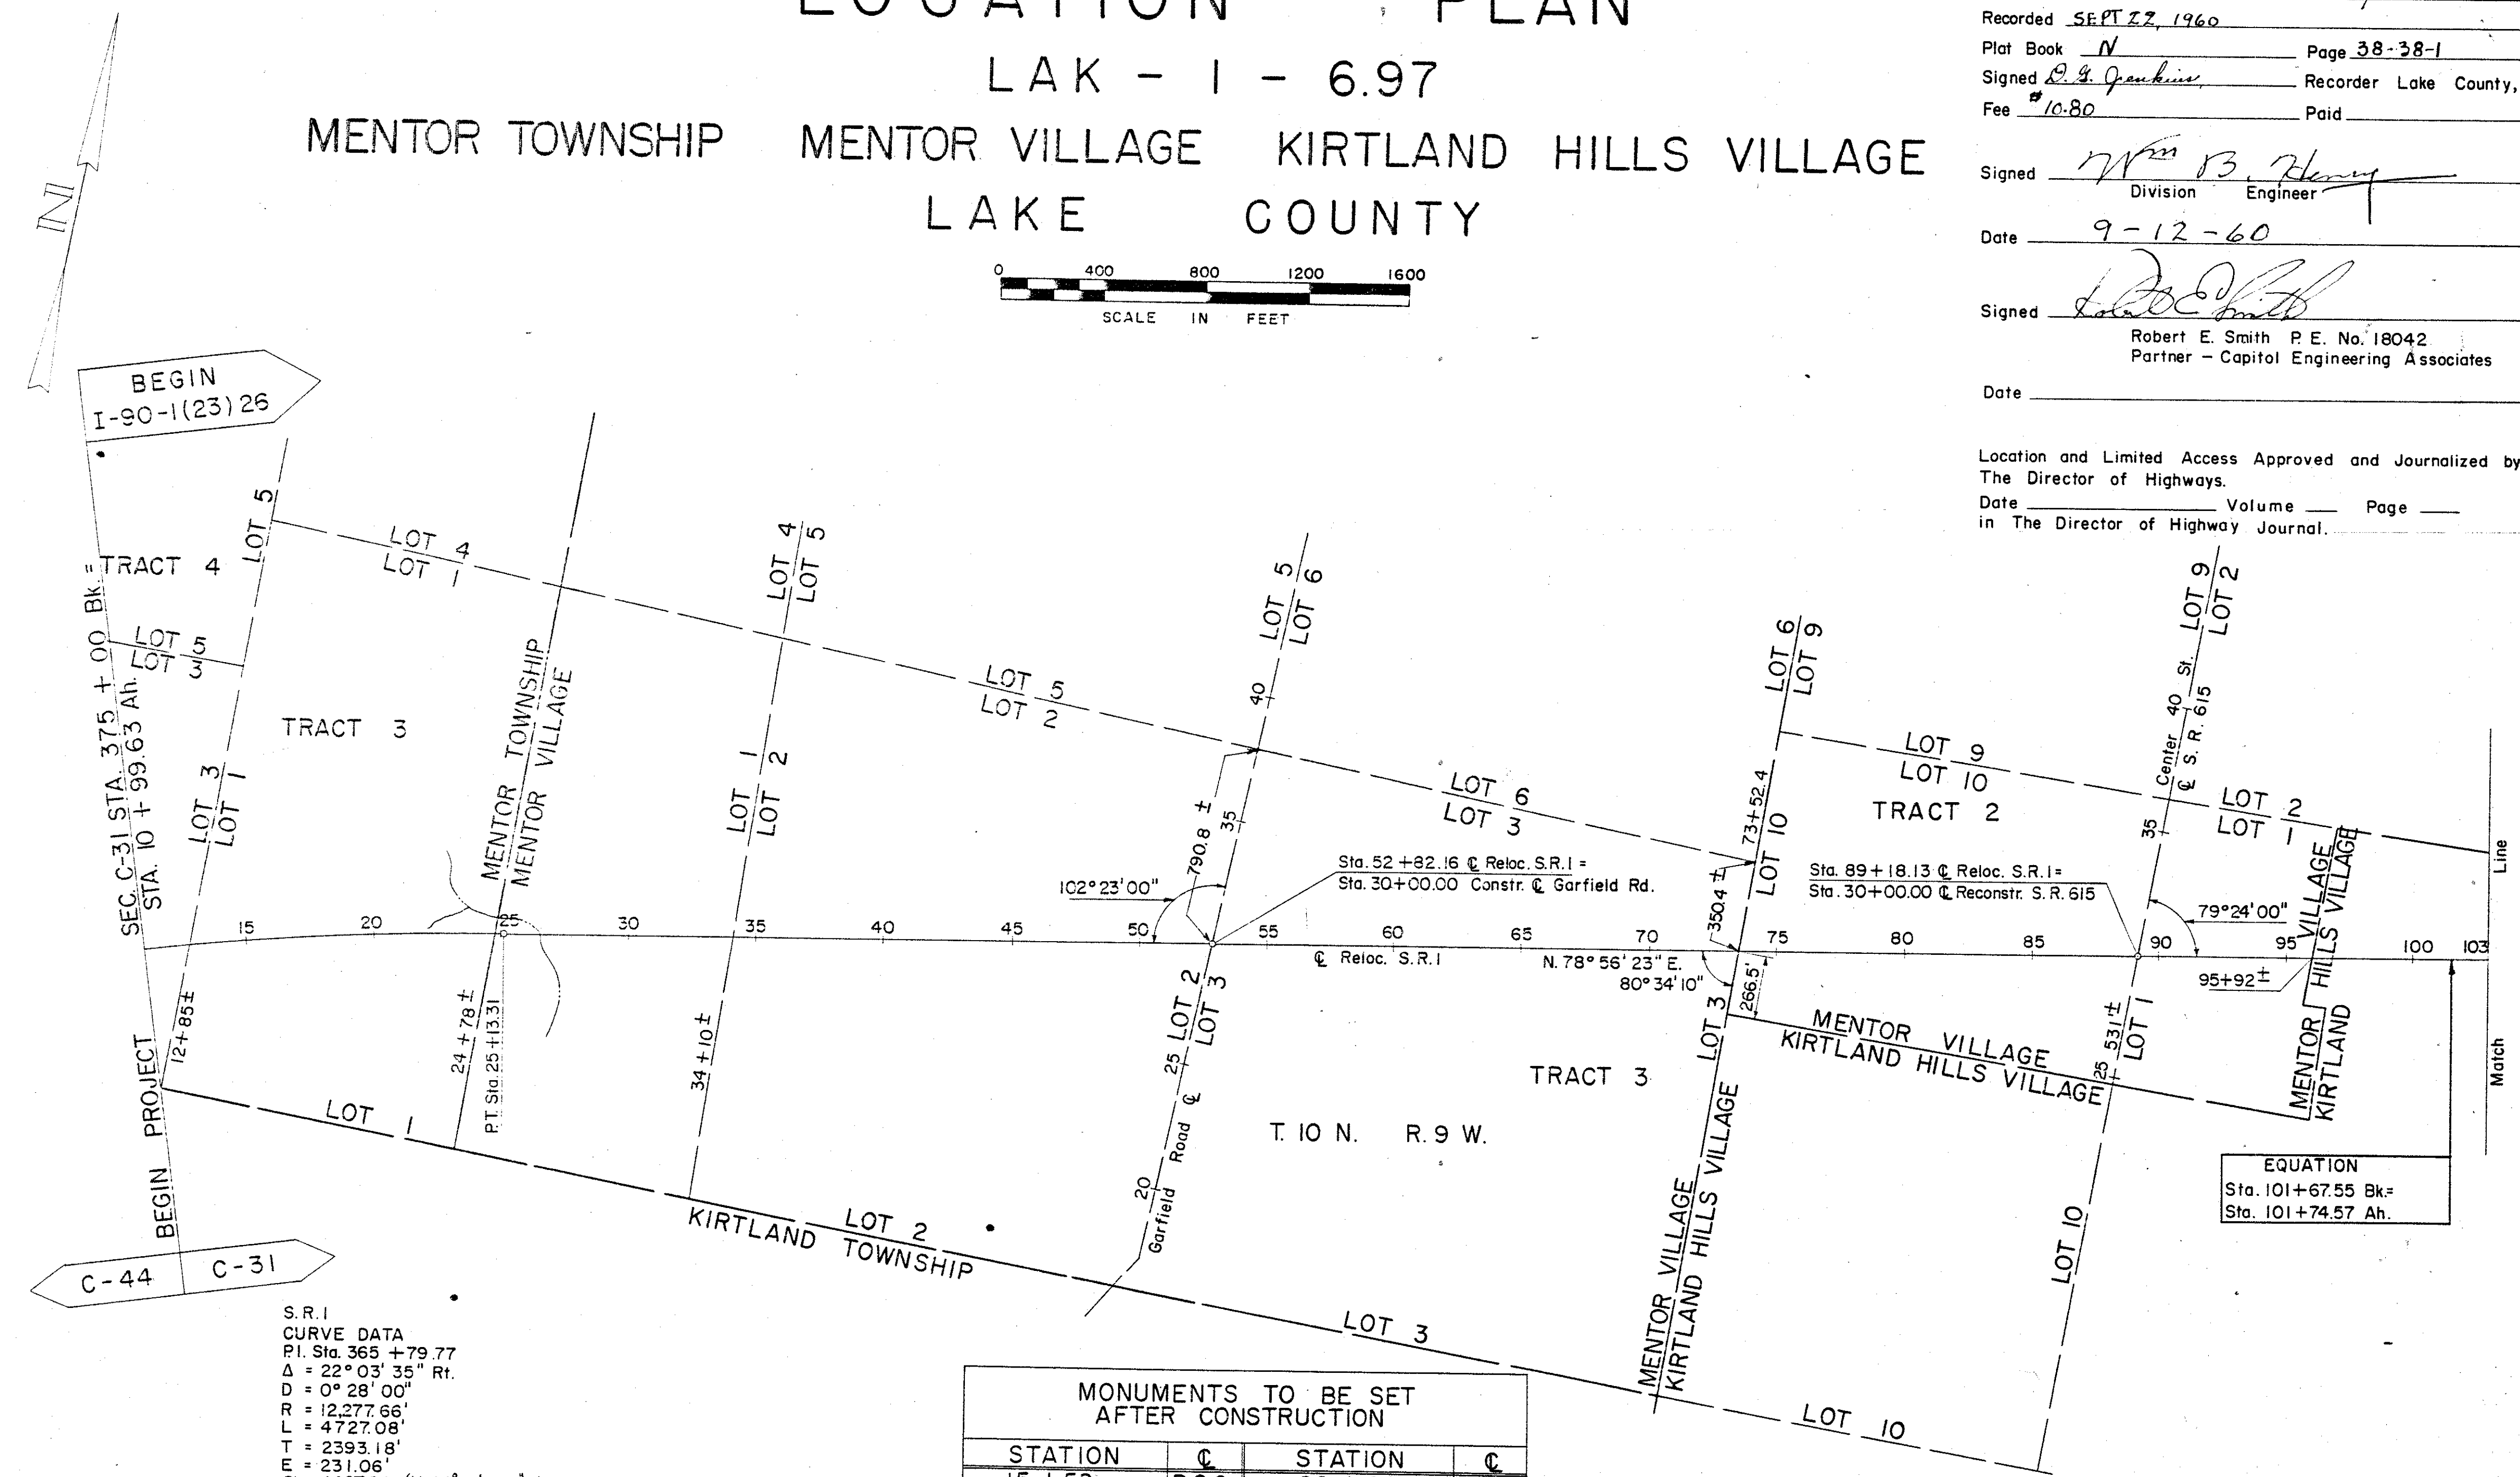 LOCATION PLAN
LAK - 1 - 6.97
MENTOR TOWNSHIP MENTOR VILLAGE KIRTLAND HILLS VILLAGE
LAKE COUNTY
0 400 800 1200 1600
SCALE IN FEET
Recorded SEPT 22, 1960
Plat Book N Page 38-38-1
Signed D. G. Jenkins, Recorder Lake County,
Fee $10.80 Paid
Signed Wm B. Henry
Division Engineer
Date 9-12-60
Signed Robert E Smith
Robert E. Smith P. E. No. 18042
Partner - Capitol Engineering Associates
Date
Location and Limited Access Approved and Journalized by
The Director of Highways.
Date Volume Page
in The Director of Highway Journal.
N
BEGIN
I-90-1(23)26
SEC. C-31 STA. 375 + 00 Bk. =
STA. 10 + 99.63 Ah.
TRACT 4
LOT 5
LOT 5
LOT 3
LOT 4
LOT 1
TRACT 3
LOT 3
LOT 1
MENTOR TOWNSHIP
MENTOR VILLAGE
LOT 4
LOT 5
LOT 1
LOT 2
LOT 5
LOT 2
LOT 5
LOT 6
40
35
790.8 ±
102°23'00"
LOT 6
LOT 3
Sta. 52+82.16 ℄ Reloc. S.R.1 =
Sta. 30+00.00 Constr. ℄ Garfield Rd.
LOT 6
LOT 9
73+52.4
LOT 10
350.4 ±
LOT 9
LOT 10
TRACT 2
Sta. 89+18.13 ℄ Reloc. S.R.1=
Sta. 30+00.00 ℄ Reconstr. S.R. 615
LOT 9
LOT 2
Center 40 St.
℄ S. R. 615
35
LOT 2
LOT 1
79°24'00"
MENTOR VILLAGE
KIRTLAND HILLS VILLAGE
Match Line
15 20 25 30 35 40 45 50 55 60 65 70 75 80 85 90 95 100 103
℄ Reloc. S.R.1
N. 78° 56' 23" E.
80° 34' 10"
266.5'
95+92±
12+85±
24+78±
P.T. Sta. 25+13.31
34+10±
LOT 2
LOT 3
25
Garfield Road ℄
20
LOT 3
TRACT 3
T. 10 N. R. 9 W.
MENTOR VILLAGE
KIRTLAND HILLS VILLAGE
531'±
25
LOT 1
MENTOR VILLAGE
KIRTLAND HILLS VILLAGE
LOT 10
EQUATION
Sta. 101+67.55 Bk.=
Sta. 101+74.57 Ah.
BEGIN PROJECT
LOT 1
LOT 2
KIRTLAND TOWNSHIP
LOT 3
LOT 10
C-44 C-31
S.R.1
CURVE DATA
P.I. Sta. 365 +79.77
Δ = 22° 03' 35" Rt.
D = 0° 28' 00"
R = 12,277.66'
L = 4727.08'
T = 2393.18'
E = 231.06'
MONUMENTS TO BE SET
AFTER CONSTRUCTION
STATION ℄ STATION ℄